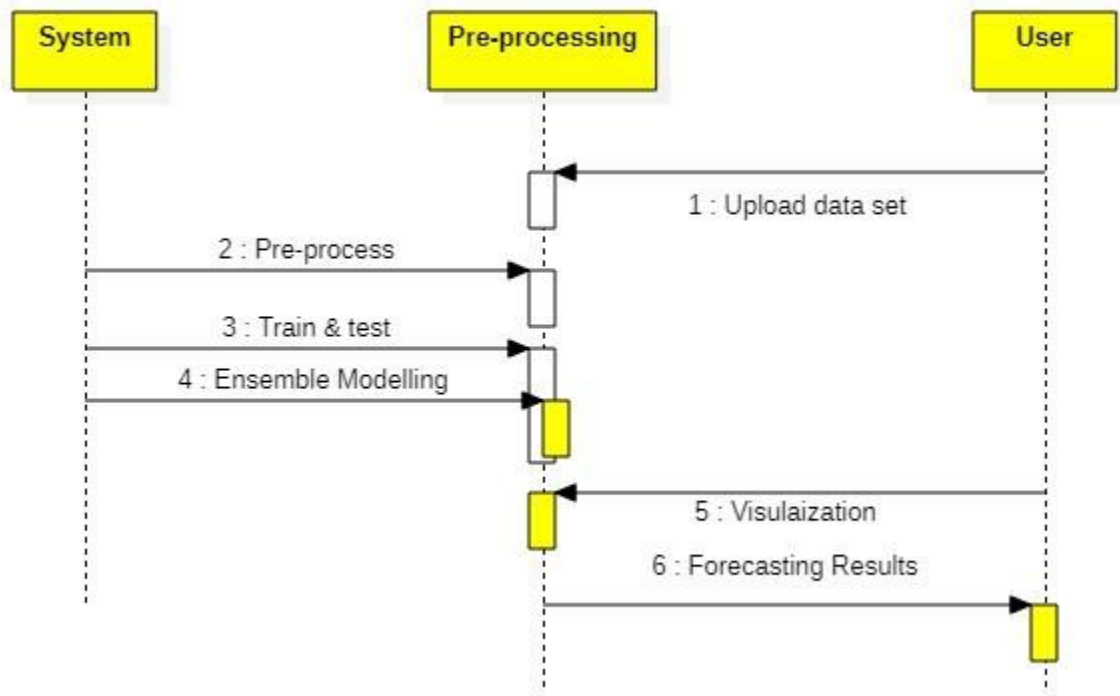 System
Pre-processing
User
1 : Upload data set
2 : Pre-process
3 : Train & test
4 : Ensemble Modelling
5 : Visulaization
6 : Forecasting Results